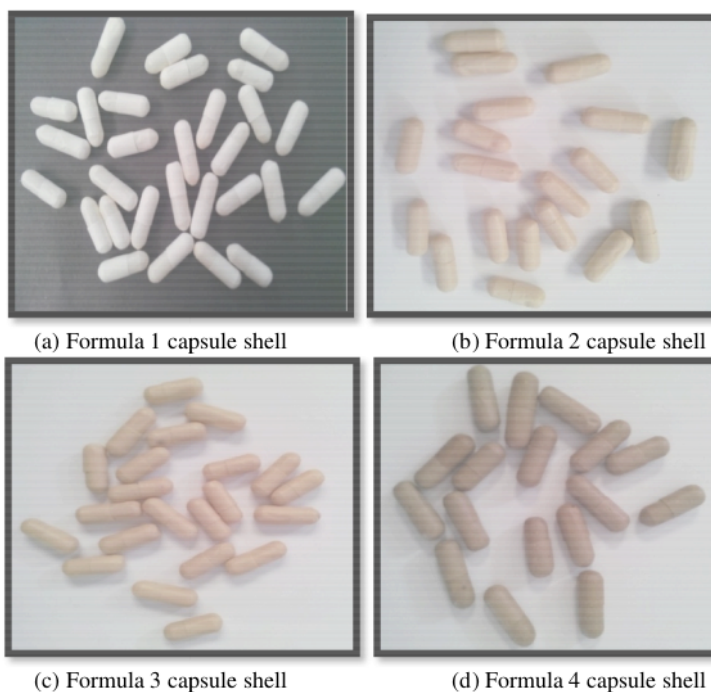 (a) Formula 1 capsule shell
(b) Formula 2 capsule shell
(c) Formula 3 capsule shell
(d) Formula 4 capsule shell